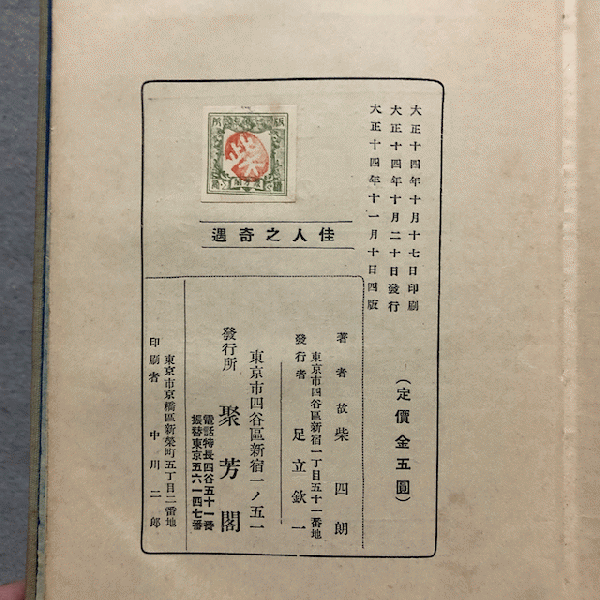 大正十四年十月十七日印刷
大正十四年十月二十日發行
大正十四年十一月十日四版
(定價金五圓)
佳人之奇遇
著者 故 柴四朗
東京市四谷區新宿一丁目五十一番地
發行者 足立欽一
東京市四谷區新宿一ノ五一
發行所 聚芳閣
電話特長四谷五十一番
振替東京五六一四七番
東京市京橋區新榮町五丁目二番地
印刷者 中川二郎